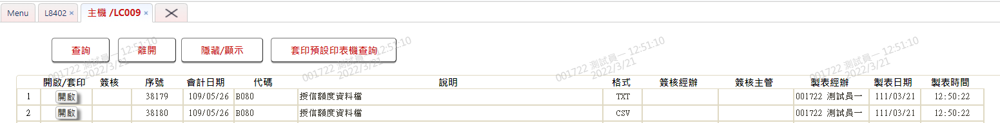 Menu L8402 × 主機 /LC009 ×
查詢 離開 隱藏/顯示 套印預設印表機查詢
001722 測試員一 12:51:10
2022/3/21
001722 測試員一 12:51:10
2022/3/21
001722 測試員一 12:51:10
2022/3/21
001722 測試員一 12:51:10
2022/3/21
開啟/套印 簽核 序號 會計日期 代碼 說明 格式 簽核經辦 簽核主管 製表經辦 製表日期 製表時間
1 開啟 38179 109/05/26 B080 授信額度資料檔 TXT 001722 測試員一 111/03/21 12:50:22
2 開啟 38180 109/05/26 B080 授信額度資料檔 CSV 001722 測試員一 111/03/21 12:50:22